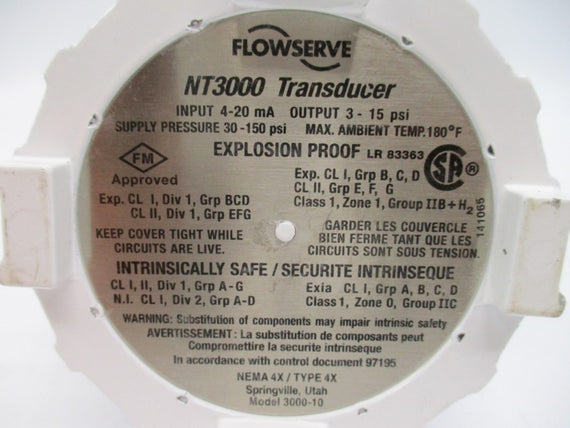 FLOWSERVE
NT3000 Transducer
INPUT 4-20 mA OUTPUT 3 - 15 psi
SUPPLY PRESSURE 30-150 psi MAX. AMBIENT TEMP. 180°F
EXPLOSION PROOF LR 83363
FM
Approved
Exp. CL I, Div 1, Grp BCD
CL II, Div 1, Grp EFG
SA
Exp. CL I, Grp B, C, D
CL II, Grp E, F, G
Class 1, Zone 1, Group IIB + H2
141065
KEEP COVER TIGHT WHILE
CIRCUITS ARE LIVE.
GARDER LES COUVERCLE
BIEN FERME TANT QUE LES
CIRCUITS SONT SOUS TENSION.
INTRINSICALLY SAFE / SECURITE INTRINSEQUE
CL I, II, Div 1, Grp A-G
N.I. CL I, Div 2, Grp A-D
Exia CL I, Grp A, B, C, D
Class 1, Zone 0, Group IIC
WARNING: Substitution of components may impair intrinsic safety
AVERTISSEMENT: La substitution de composants peut
Compromettre la securite intrinseque
In accordance with control document 97195
NEMA 4X / TYPE 4X
Springville, Utah
Model 3000-10